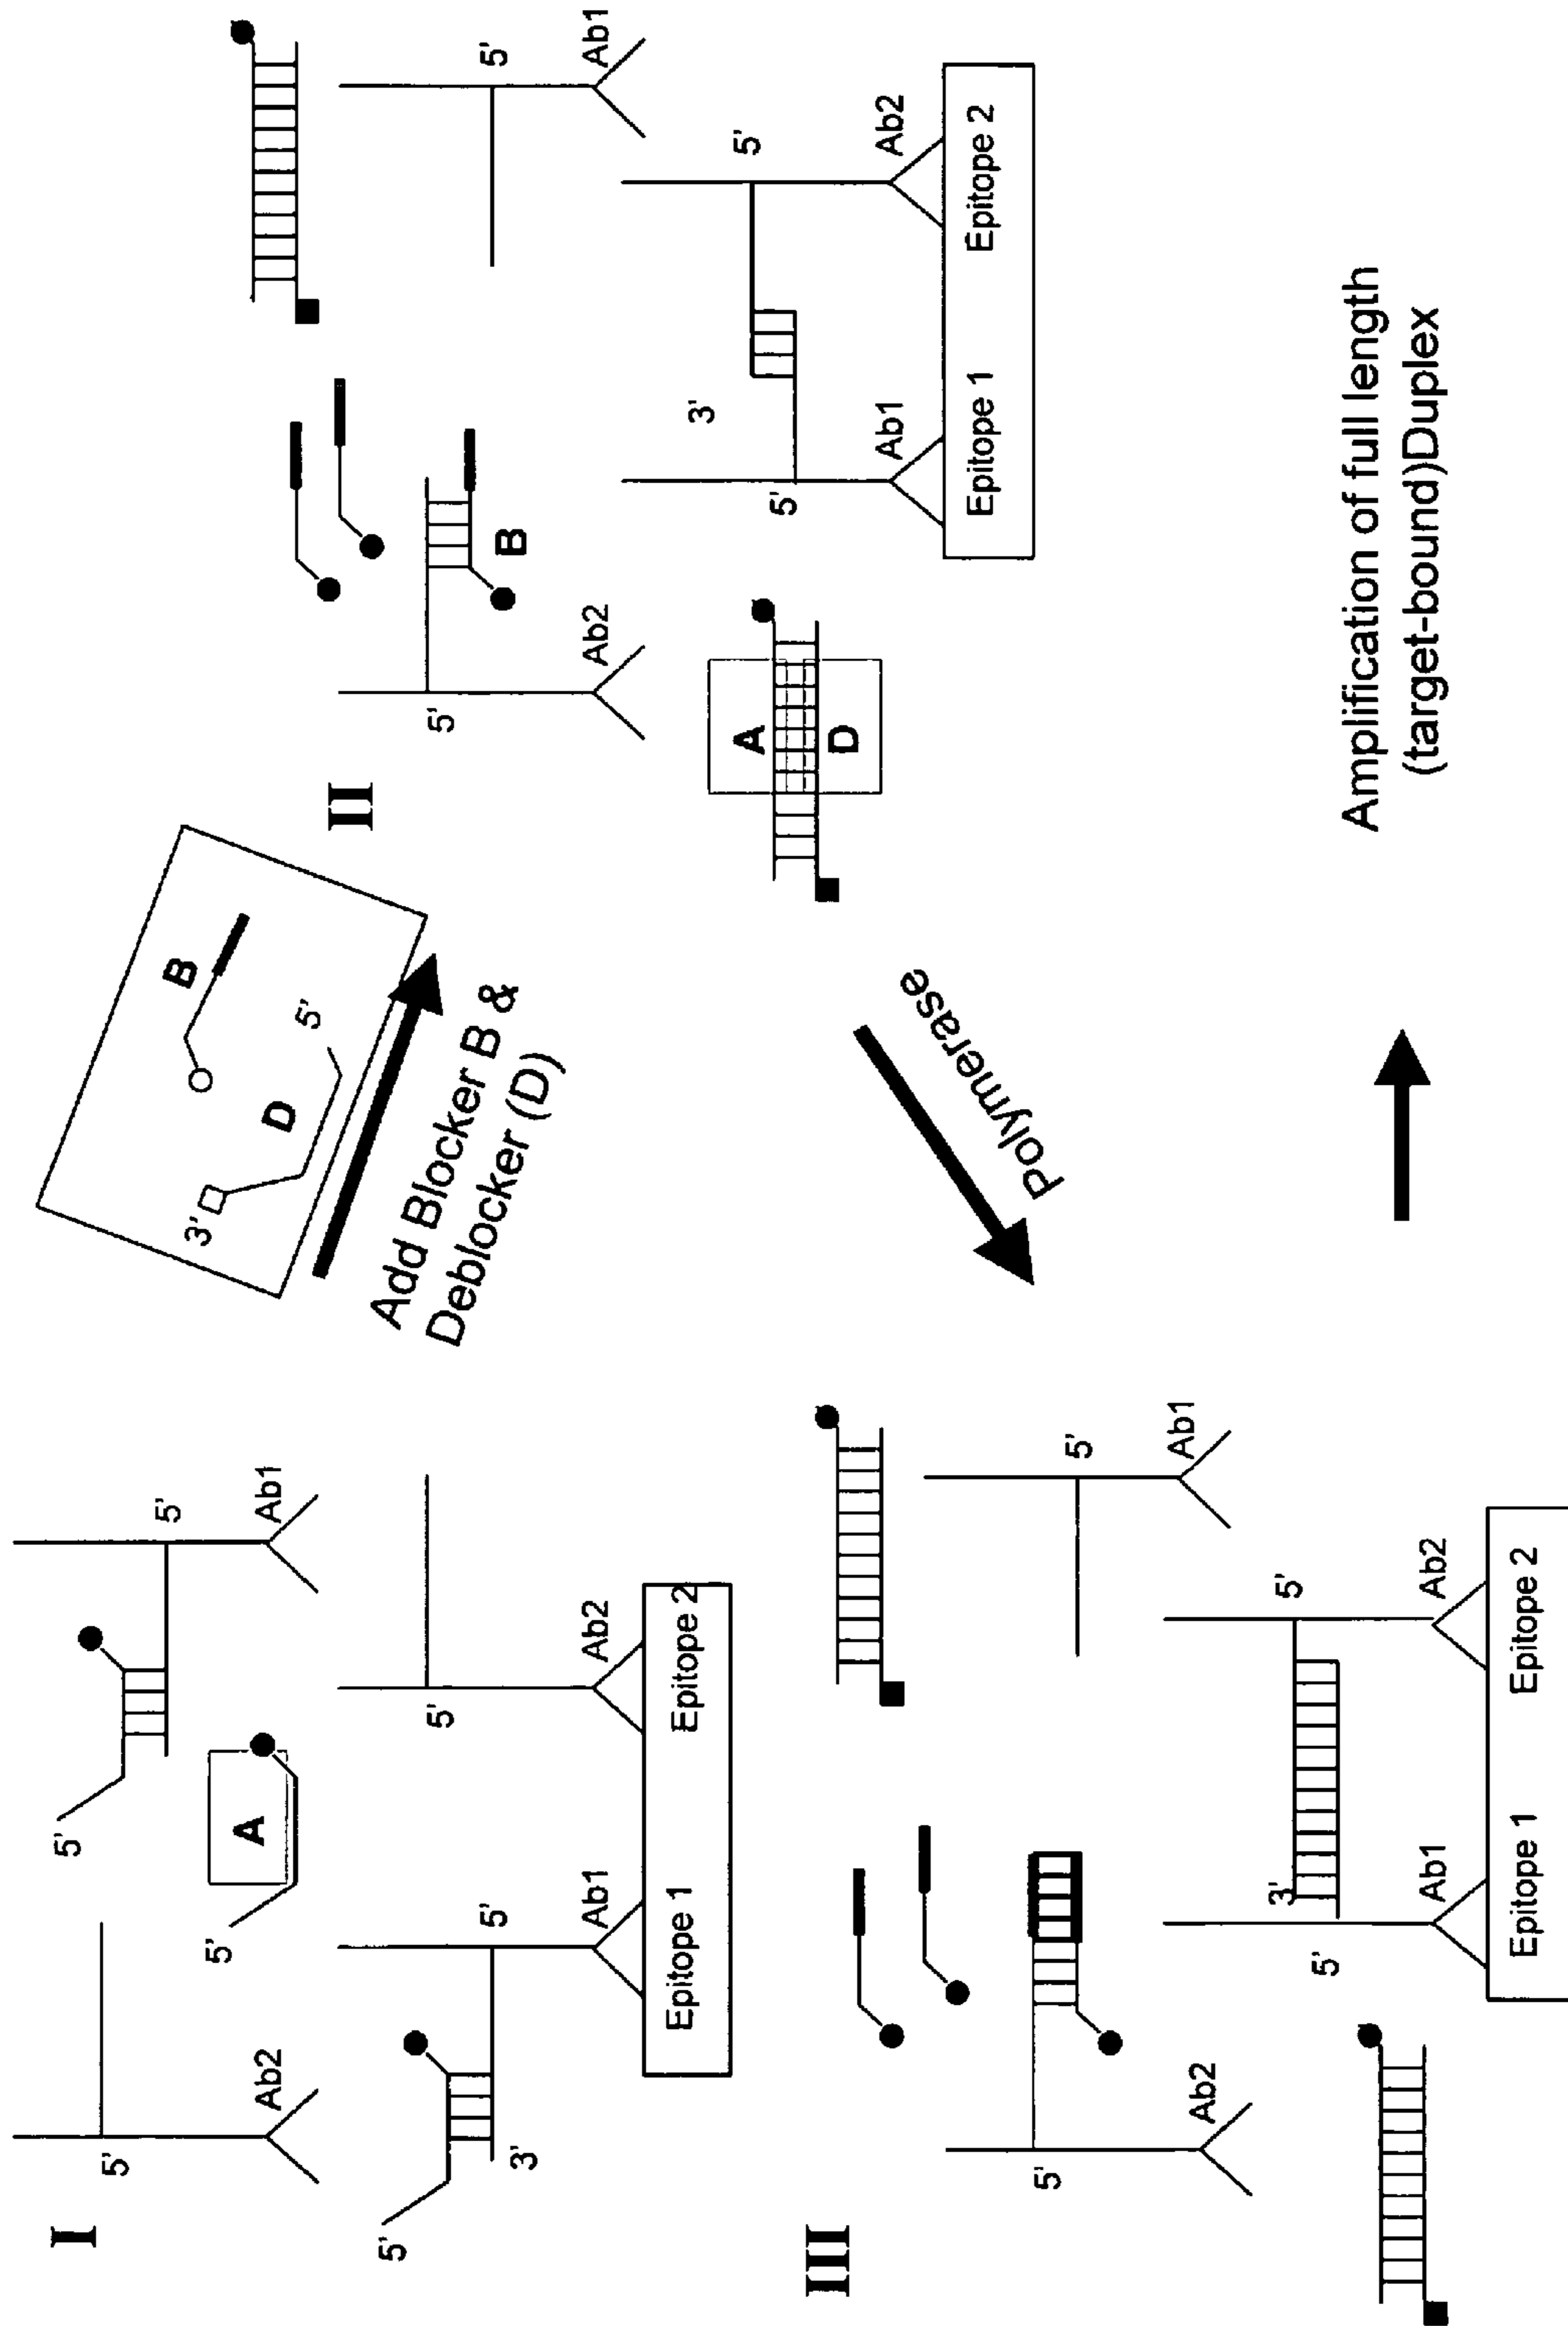 I
5'
5'
5'
5'
A
Ab2
Ab1
5'
5'
5'
3'
Ab1
Ab2
Epitope 1
Epitope 2
B
3'
D
5'
Add Blocker B &
Deblocker (D)
II
5'
5'
B
Ab2
Ab1
A
D
3'
5'
5'
Ab1
Ab2
Epitope 1
Epitope 2
Polymerase
III
5'
5'
Ab2
Ab1
3'
5'
5'
Ab1
Ab2
Epitope 1
Epitope 2
Amplification of full length
(target-bound)Duplex